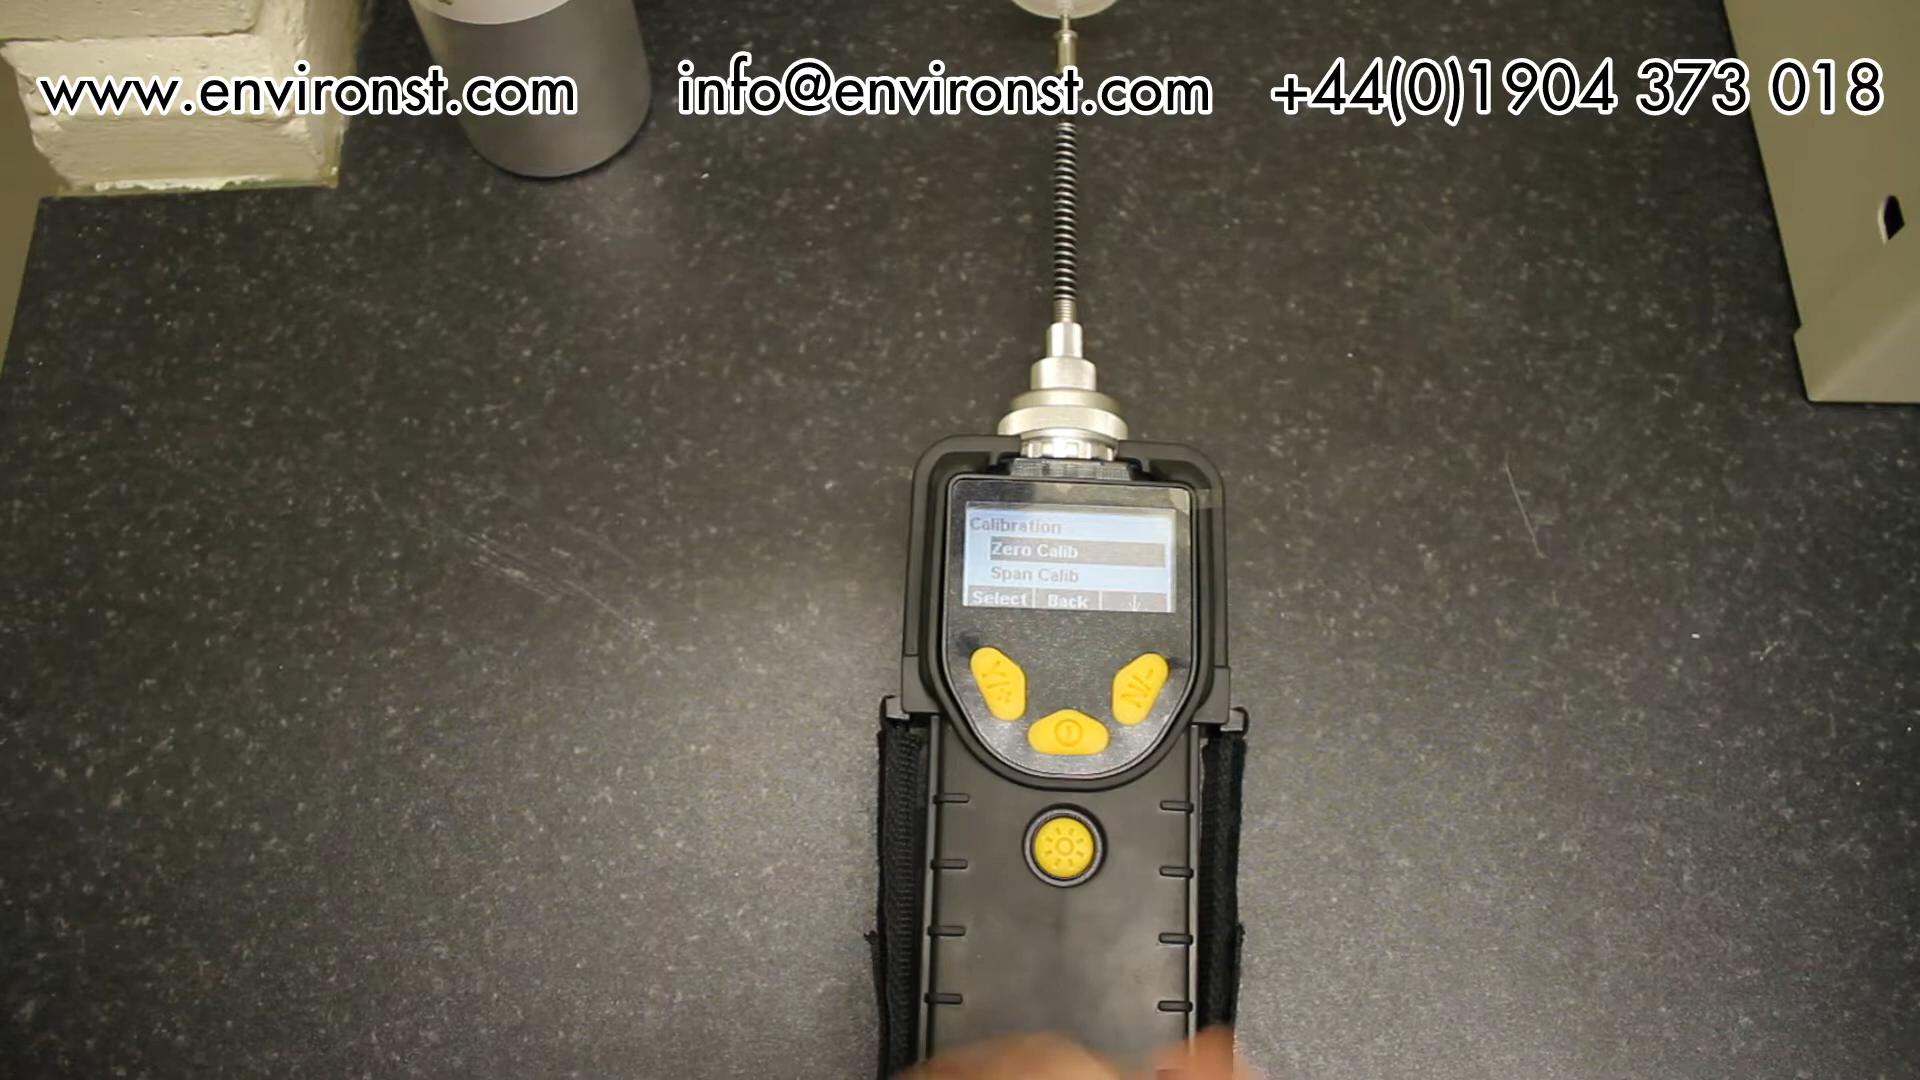 www.environst.com info@environst.com +44(0)1904 373 018
Calibration
Zero Calib
Span Calib
Select Back ↓
Y/+ N/-